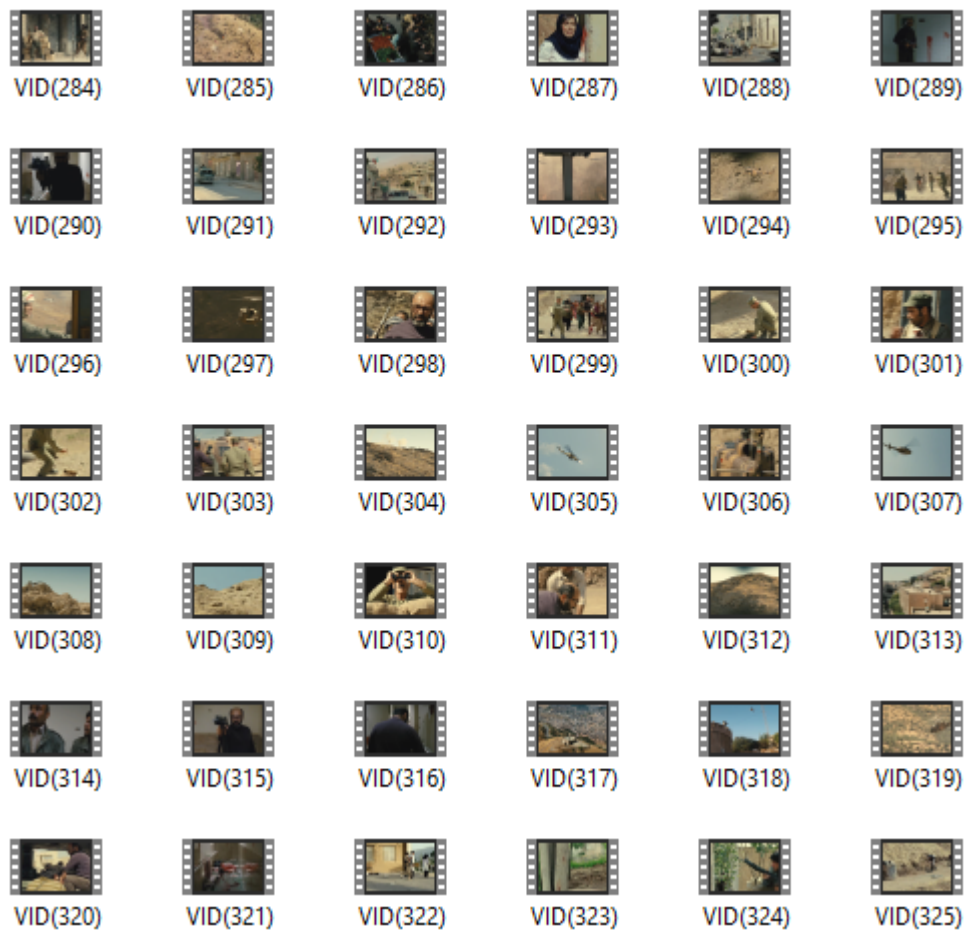 VID(284) VID(285) VID(286) VID(287) VID(288) VID(289)
VID(290) VID(291) VID(292) VID(293) VID(294) VID(295)
VID(296) VID(297) VID(298) VID(299) VID(300) VID(301)
VID(302) VID(303) VID(304) VID(305) VID(306) VID(307)
VID(308) VID(309) VID(310) VID(311) VID(312) VID(313)
VID(314) VID(315) VID(316) VID(317) VID(318) VID(319)
VID(320) VID(321) VID(322) VID(323) VID(324) VID(325)